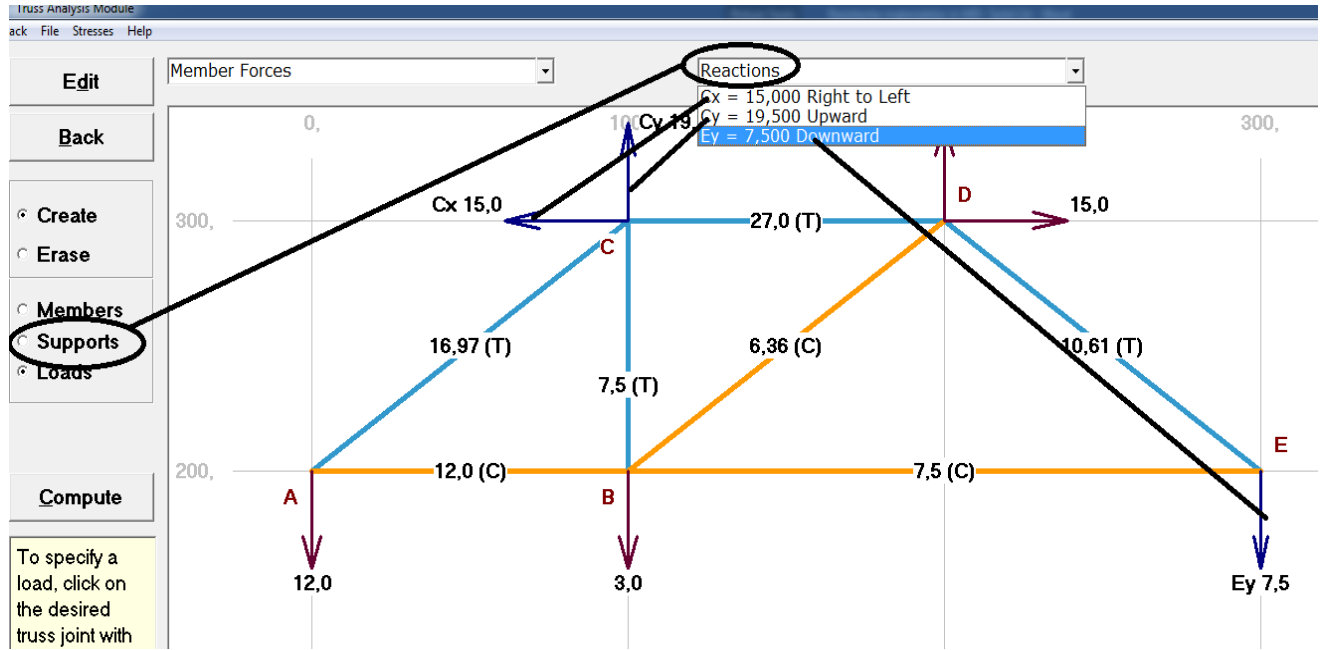 Truss Analysis Module
ack File Stresses Help
Edit
Member Forces
Reactions
Cx = 15,000 Right to Left
Cy = 19,500 Upward
Ey = 7,500 Downward
Back
0,
100
Cy 19,
300,
Create
Erase
Members
Supports
Loads
Compute
To specify a
load, click on
the desired
truss joint with
300,
Cx 15,0
27,0 (T)
D
15,0
C
16,97 (T)
7,5 (T)
6,36 (C)
10,61 (T)
200,
A
12,0 (C)
B
7,5 (C)
E
12,0
3,0
Ey 7,5